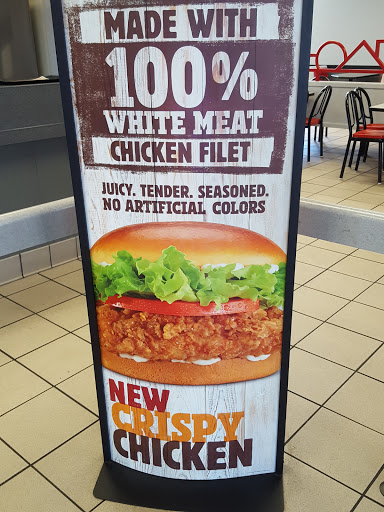 MADE WITH
100%
WHITE MEAT
CHICKEN FILET
JUICY. TENDER. SEASONED.
NO ARTIFICIAL COLORS
NEW
CRISPY
CHICKEN